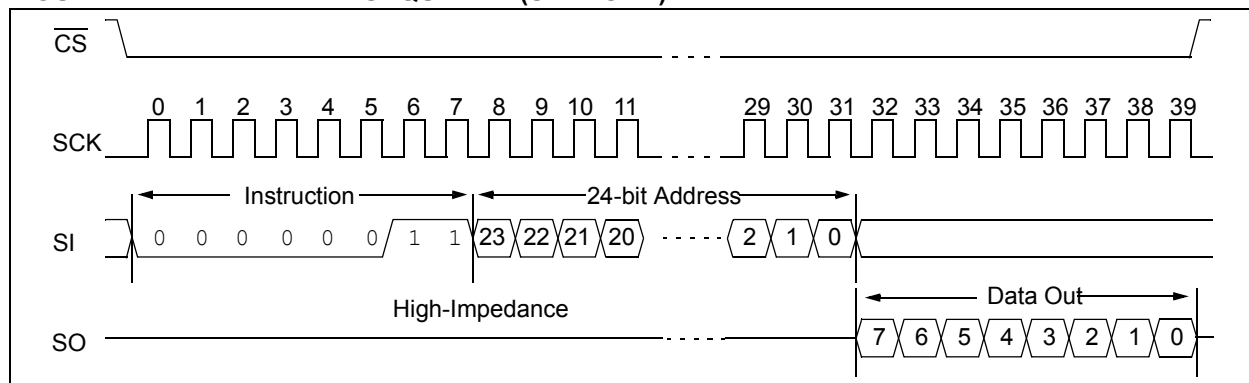 CS
0 1 2 3 4 5 6 7 8 9 10 11 29 30 31 32 33 34 35 36 37 38 39
SCK
Instruction 24-bit Address
SI 0 0 0 0 0 0 1 1 23 22 21 20 2 1 0
High-Impedance Data Out
SO 7 6 5 4 3 2 1 0